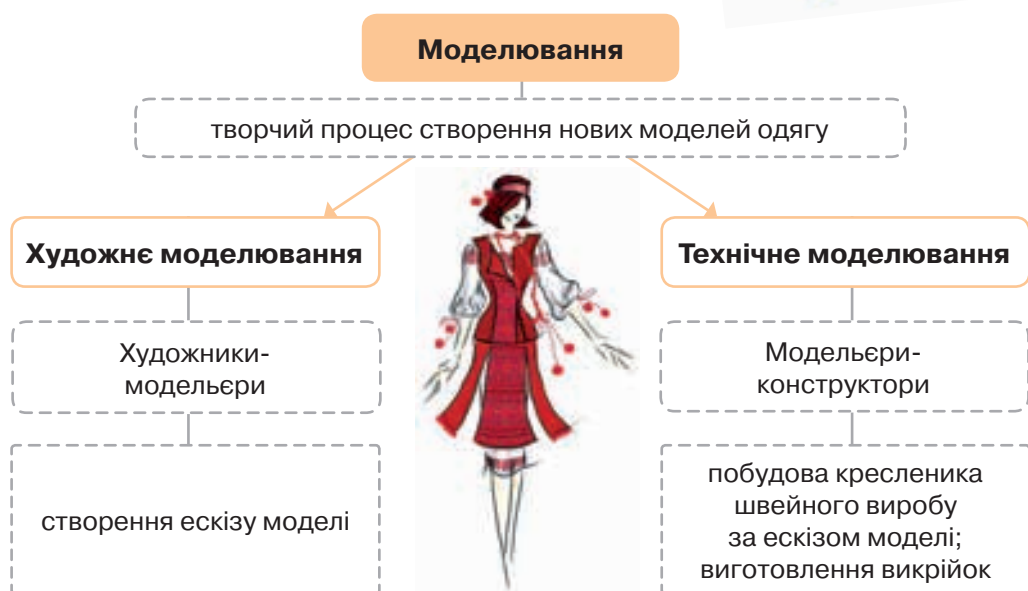 Моделювання
творчий процес створення нових моделей одягу
Художнє моделювання
Художники-
модельєри
створення ескізу моделі
Технічне моделювання
Модельєри-
конструктори
побудова кресленика
швейного виробу
за ескізом моделі;
виготовлення викрійок